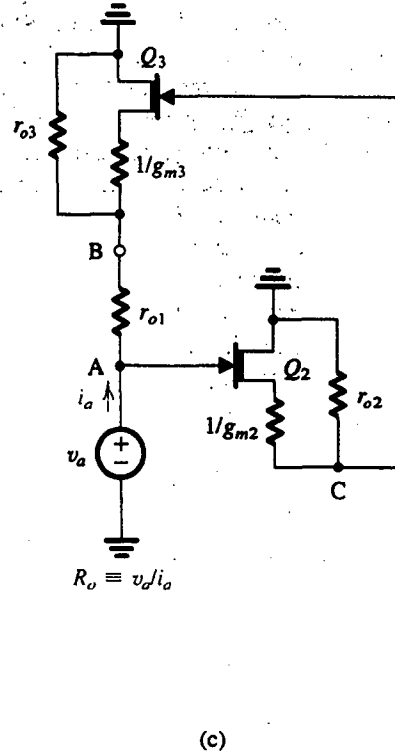 Q3
ro3
1/gm3
B
ro1
A
ia
Q2
1/gm2
ro2
va
+
−
C
Ro ≡ va/ia
(c)